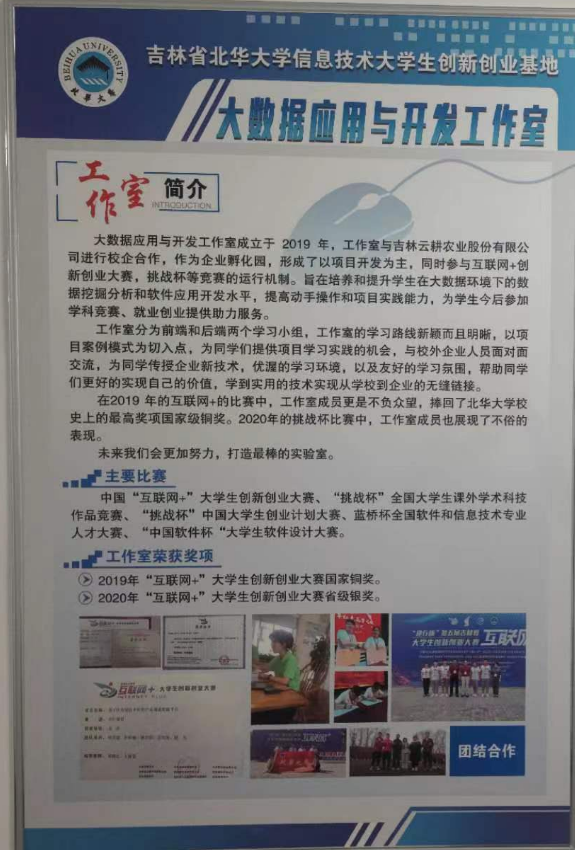 BEIHUA UNIVERSITY
北华大学
吉林省北华大学信息技术大学生创新创业基地
大数据应用与开发工作室
工作室 简介
INTRODUCTION
大数据应用与开发工作室成立于 2019 年，工作室与吉林云耕农业股份有限公
司进行校企合作，作为企业孵化园，形成了以项目开发为主，同时参与互联网+创
新创业大赛，挑战杯等竞赛的运行机制。旨在培养和提升学生在大数据环境下的数
据挖掘分析和软件应用开发水平，提高动手操作和项目实践能力，为学生今后参加
学科竞赛、就业创业提供助力服务。
工作室分为前端和后端两个学习小组，工作室的学习路线新颖而且明晰，以项
目案例模式为切入点，为同学们提供项目学习实践的机会，与校外企业人员面对面
交流，为同学传授企业新技术，优渥的学习环境，以及友好的学习氛围，帮助同学
们更好的实现自己的价值，学到实用的技术实现从学校到企业的无缝链接。
在2019 年的互联网+的比赛中，工作室成员更是不负众望，捧回了北华大学校
史上的最高奖项国家级铜奖。2020年的挑战杯比赛中，工作室成员也展现了不俗的
表现。
未来我们会更加努力，打造最棒的实验室。
主要比赛
中国“互联网+”大学生创新创业大赛、“挑战杯”全国大学生课外学术科技
作品竞赛、“挑战杯”中国大学生创业计划大赛、蓝桥杯全国软件和信息技术专业
人才大赛、“中国软件杯“大学生软件设计大赛。
工作室荣获奖项
2019年“互联网+”大学生创新创业大赛国家铜奖。
2020年“互联网+”大学生创新创业大赛省级银奖。
互联网+ 大学生创新创业大赛
大学生创新创业大赛 互联网
团结合作